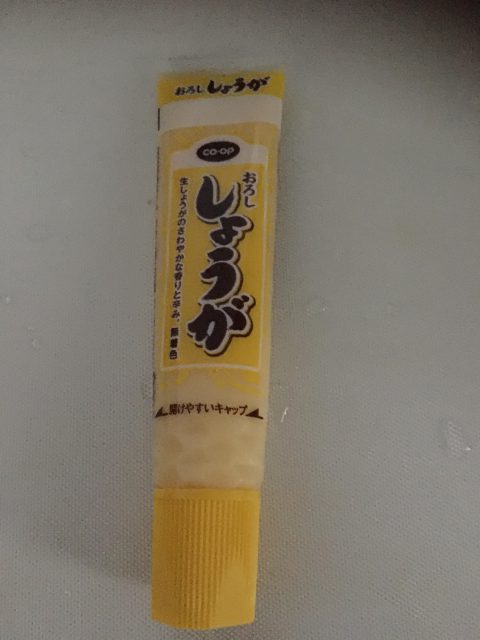 おろし しょうが
CO-OP
おろし
しょうが
生しょうがのさわやかな香りと辛み。無着色
開けやすいキャップ